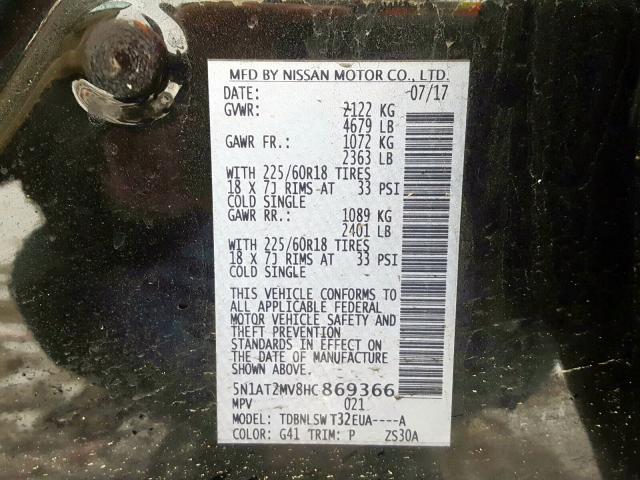 MFD BY NISSAN MOTOR CO., LTD.
DATE: 07/17
GVWR: 2122 KG
4679 LB
GAWR FR.: 1072 KG
2363 LB
WITH 225/60R18 TIRES
18 X 7J RIMS AT 33 PSI
COLD SINGLE
GAWR RR.: 1089 KG
2401 LB
WITH 225/60R18 TIRES
18 X 7J RIMS AT 33 PSI
COLD SINGLE
THIS VEHICLE CONFORMS TO
ALL APPLICABLE FEDERAL
MOTOR VEHICLE SAFETY AND
THEFT PREVENTION
STANDARDS IN EFFECT ON
THE DATE OF MANUFACTURE
SHOWN ABOVE.
5N1AT2MV8HC869366
MPV 021
MODEL: TDBNLSWT32EUA----A
COLOR: G41 TRIM: P ZS30A